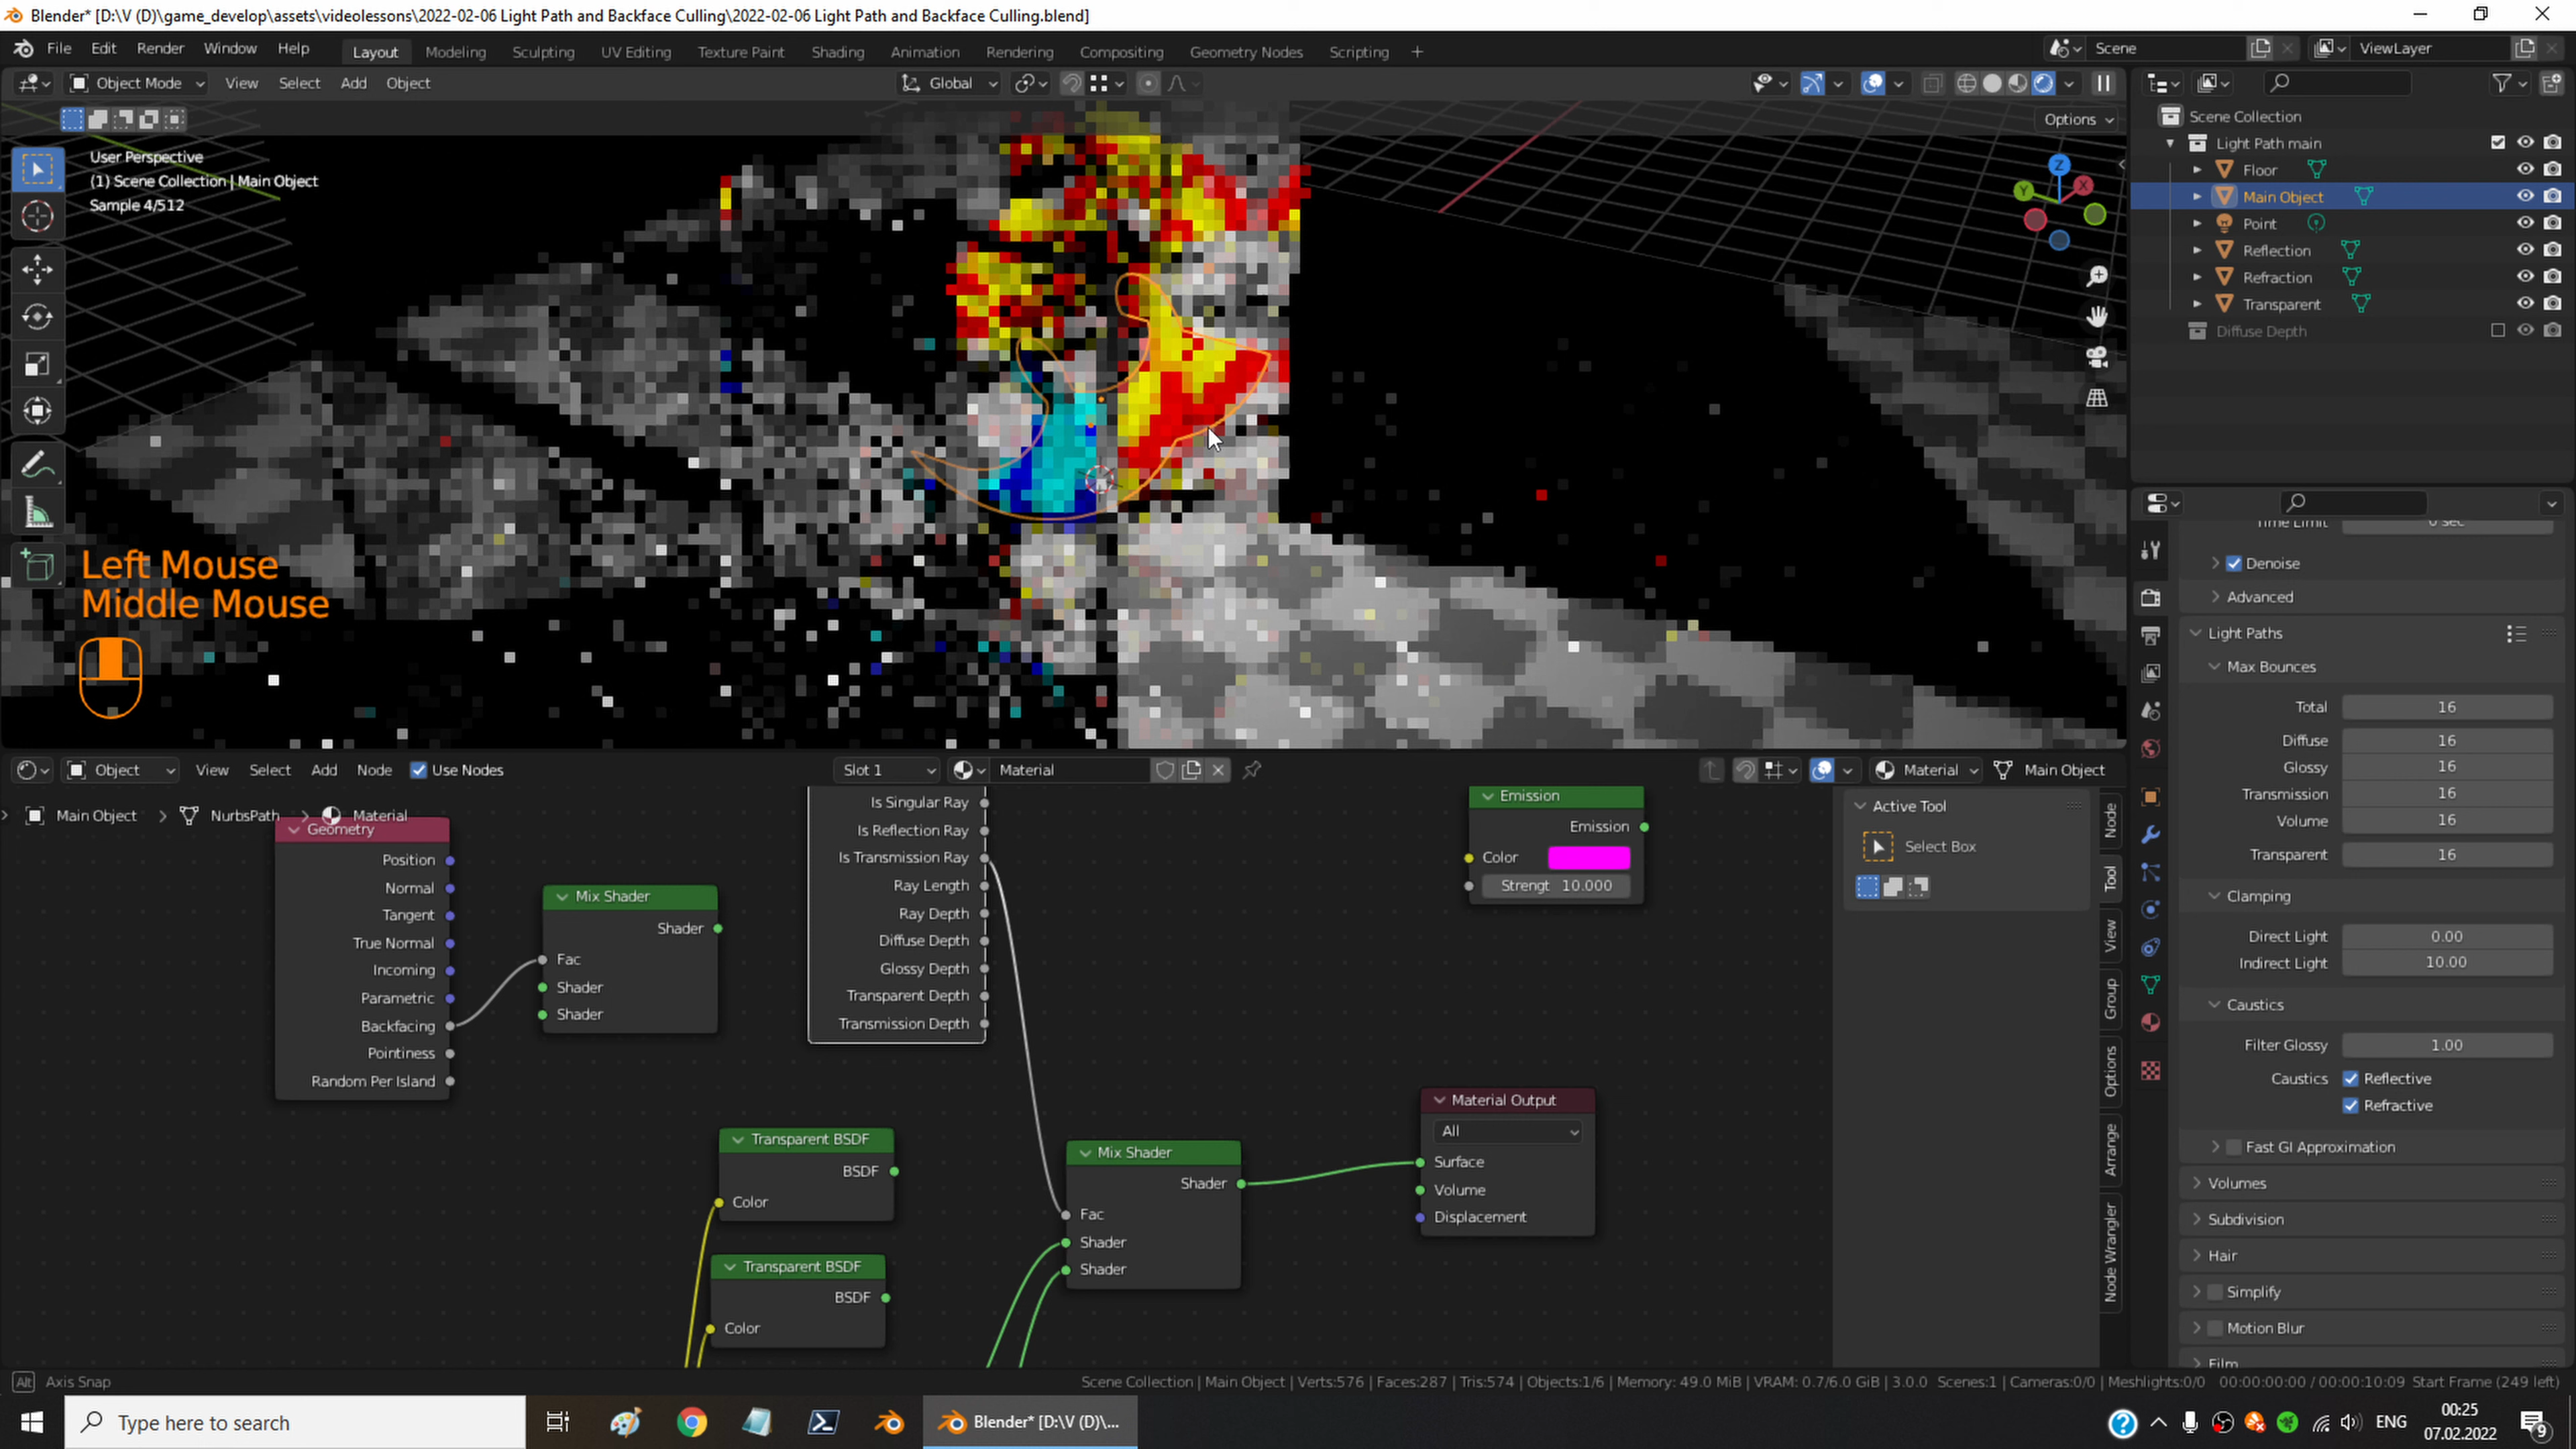 Blender* [D:\V (D)\game_develop\assets\videolessons\2022-02-06 Light Path and Backface Culling\2022-02-06 Light Path and Backface Culling.blend]
File Edit Render Window Help Layout Modeling Sculpting UV Editing Texture Paint Shading Animation Rendering Compositing Geometry Nodes Scripting + Scene ViewLayer
Object Mode View Select Add Object Global
Options
User Perspective
(1) Scene Collection | Main Object
Sample 4/512
Z
Y
X
Left Mouse
Middle Mouse
Scene Collection
Light Path main
Floor
Main Object
Point
Reflection
Refraction
Transparent
Diffuse Depth
Time Limit 0 sec
Denoise
Advanced
Light Paths
Max Bounces
Total 16
Diffuse 16
Glossy 16
Transmission 16
Volume 16
Transparent 16
Clamping
Direct Light 0.00
Indirect Light 10.00
Caustics
Filter Glossy 1.00
Caustics Reflective
Refractive
Fast GI Approximation
Volumes
Subdivision
Hair
Simplify
Motion Blur
Film
Object View Select Add Node Use Nodes Slot 1 Material Material Main Object
Main Object > NurbsPath > Material
Geometry
Position
Normal
Tangent
True Normal
Incoming
Parametric
Backfacing
Pointiness
Random Per Island
Mix Shader
Shader
Fac
Shader
Shader
Is Singular Ray
Is Reflection Ray
Is Transmission Ray
Ray Length
Ray Depth
Diffuse Depth
Glossy Depth
Transparent Depth
Transmission Depth
Transparent BSDF
BSDF
Color
Transparent BSDF
BSDF
Color
Mix Shader
Shader
Fac
Shader
Shader
Emission
Emission
Color
Strengt 10.000
Material Output
All
Surface
Volume
Displacement
Active Tool
Select Box
Node
Tool
View
Group
Options
Arrange
Node Wrangler
Alt Axis Snap
Scene Collection | Main Object | Verts:576 | Faces:287 | Tris:574 | Objects:1/6 | Memory: 49.0 MiB | VRAM: 0.7/6.0 GiB | 3.0.0 Scenes:1 | Cameras:0/0 | Meshlights:0/0 00:00:00:00 / 00:00:10:09 Start Frame (249 left)
Type here to search
Blender* [D:\V (D)\...
ENG
00:25
07.02.2022
9